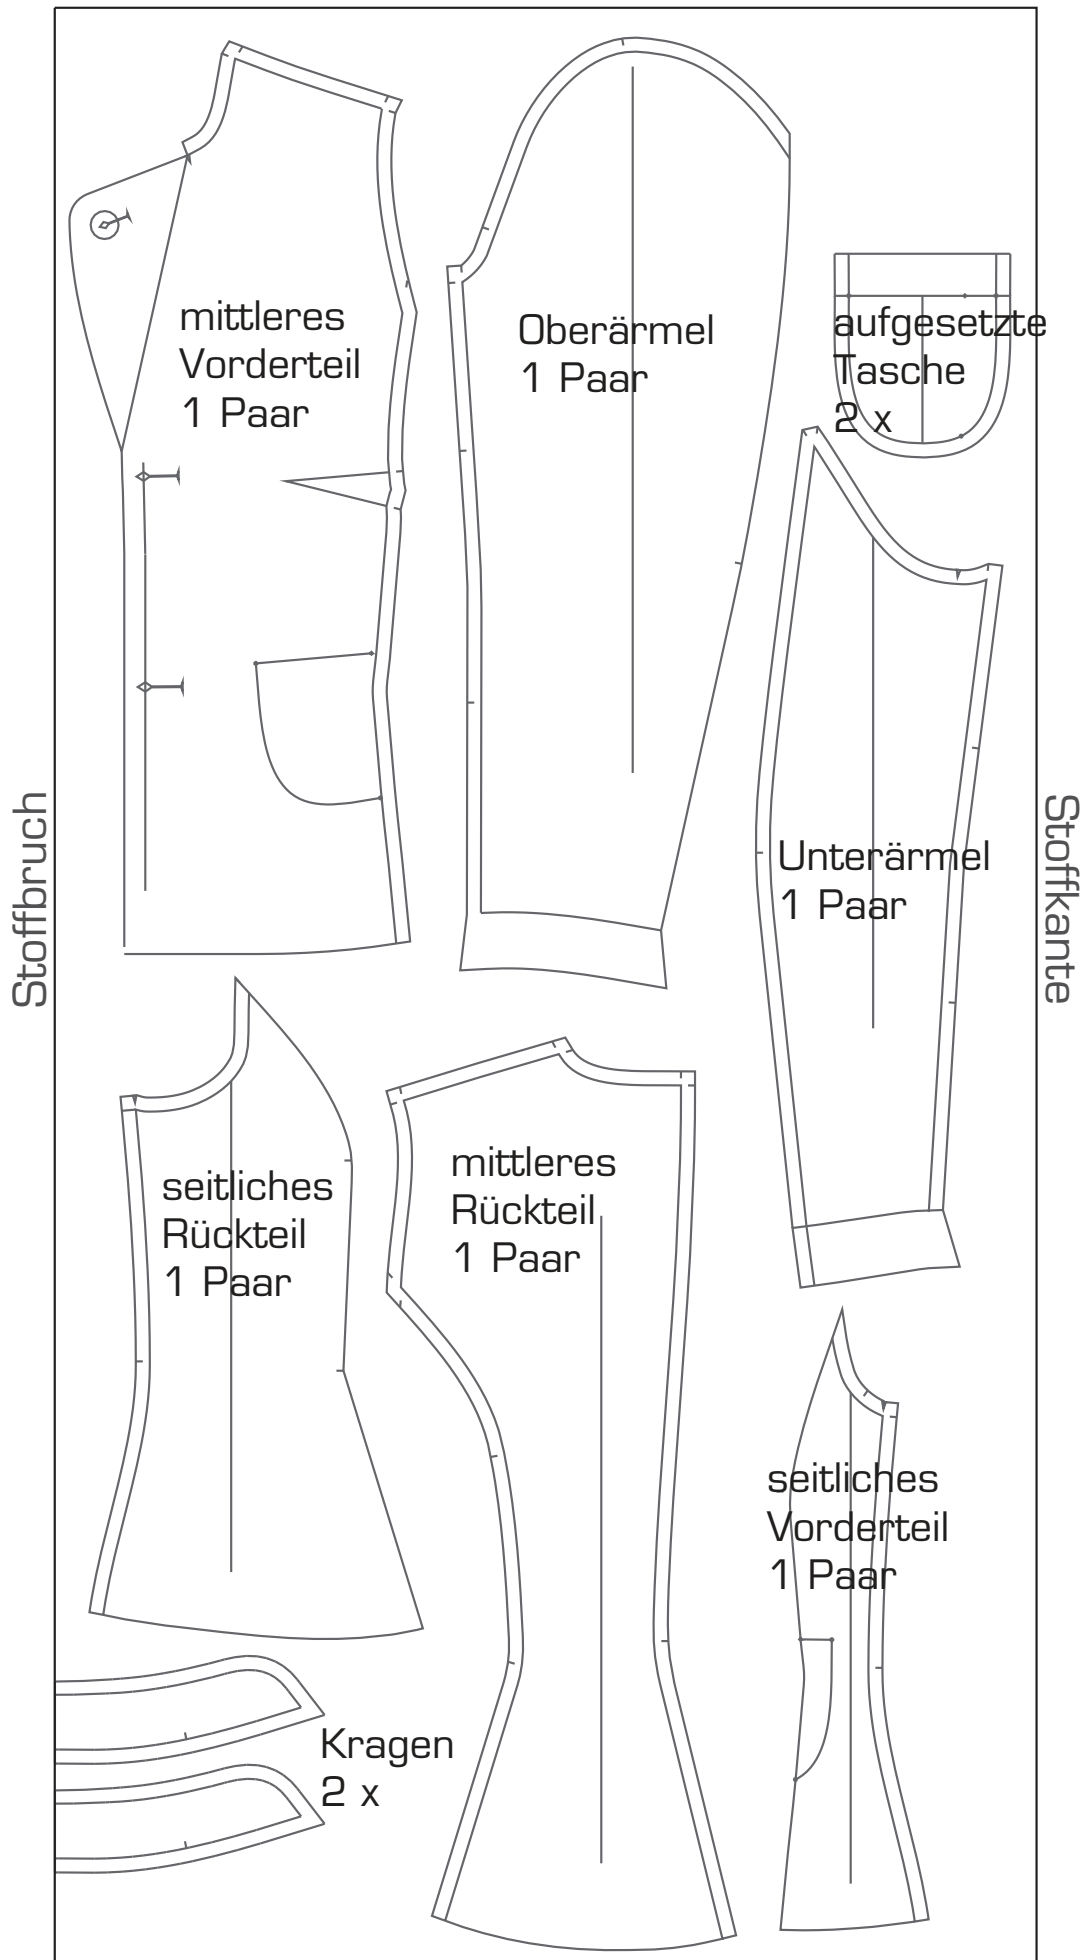 mittleres
Vorderteil
1 Paar
Oberärmel
1 Paar
aufgesetzte
Tasche
2 x
Stoffbruch
Stoffkante
Unterärmel
1 Paar
seitliches
Rückteil
1 Paar
mittleres
Rückteil
1 Paar
seitliches
Vorderteil
1 Paar
Kragen
2 x